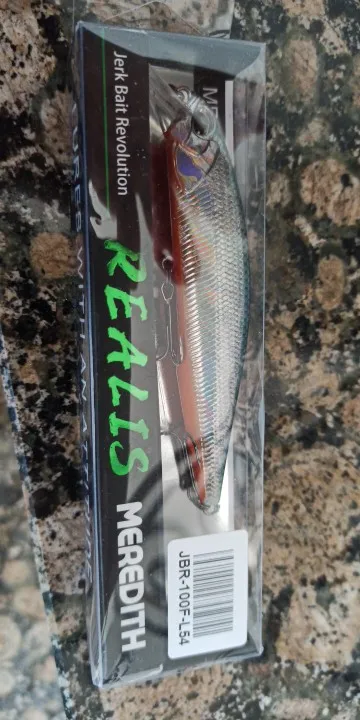 Jerk Bait Revolution
REALIS
MEREDITH
JBR-100F-L54